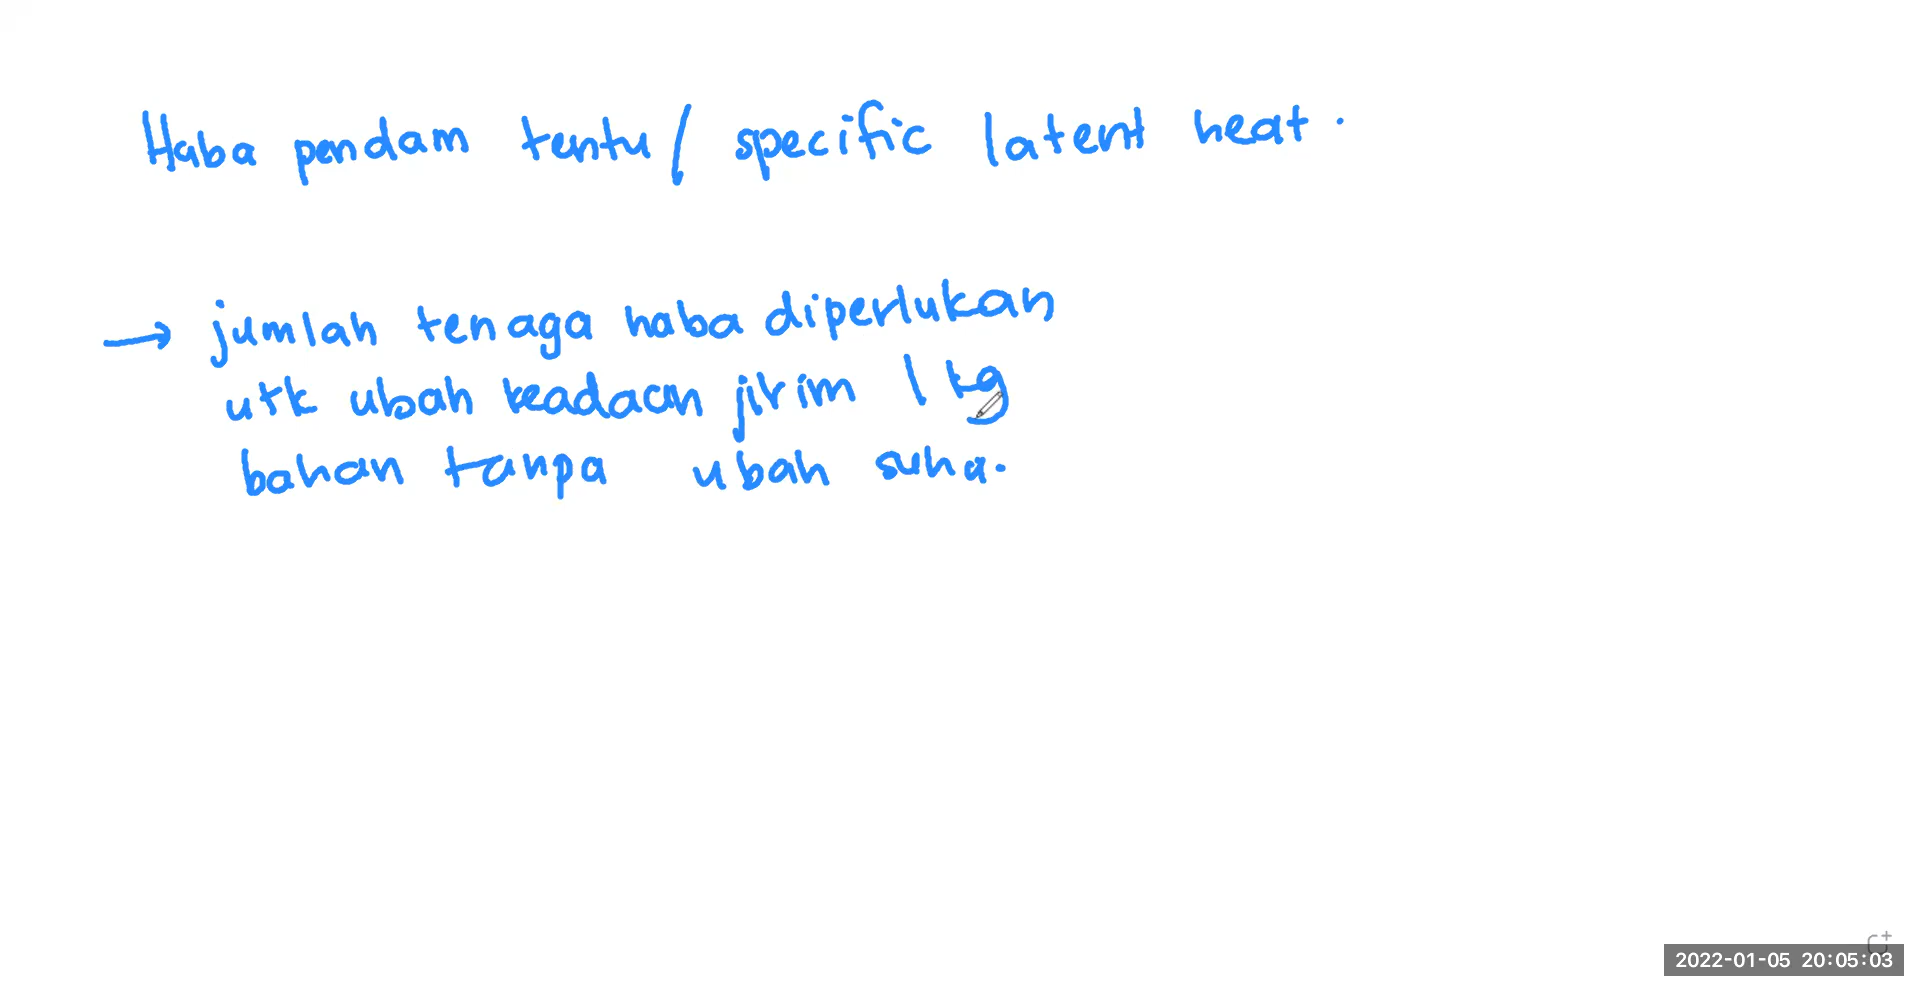 Haba pendam tentu / specific latent heat.
→ jumlah tenaga haba diperlukan
utk ubah keadaan jirim 1 kg
bahan tanpa ubah suhu.
2022-01-05 20:05:03